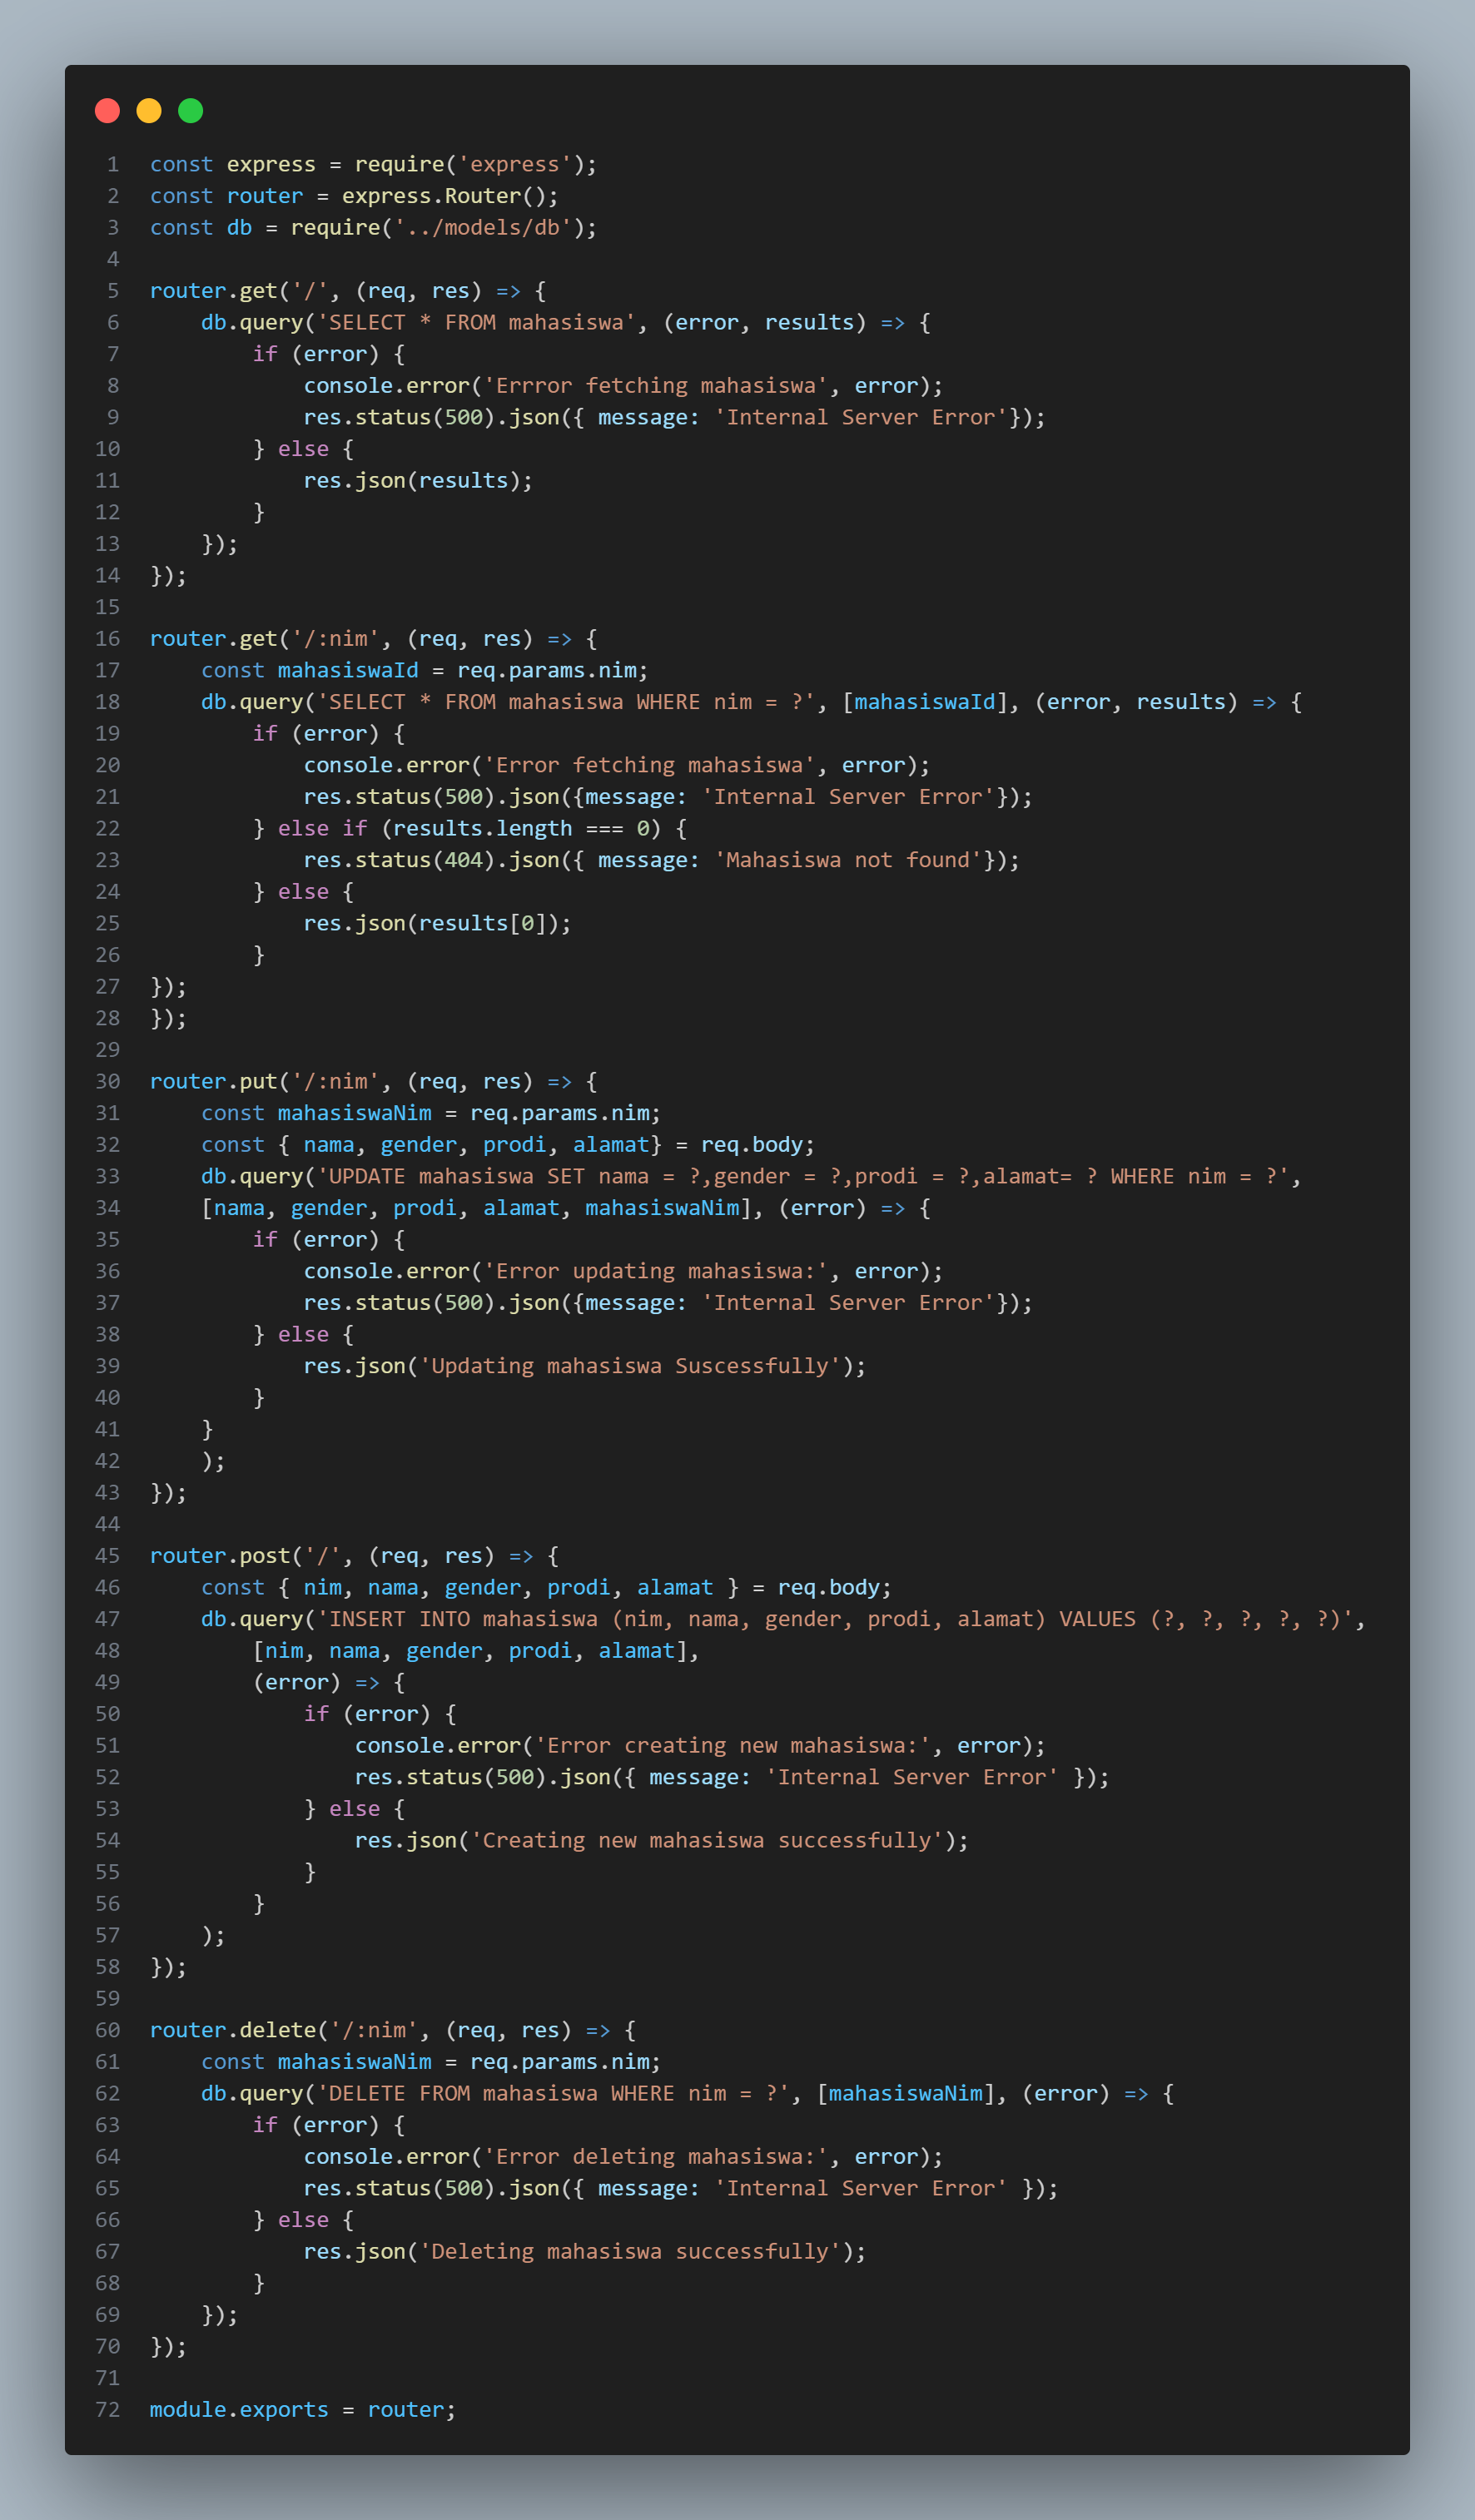 1 const express = require('express');
2 const router = express.Router();
3 const db = require('../models/db');
4
5 router.get('/', (req, res) => {
6     db.query('SELECT * FROM mahasiswa', (error, results) => {
7         if (error) {
8             console.error('Errror fetching mahasiswa', error);
9             res.status(500).json({ message: 'Internal Server Error'});
10         } else {
11             res.json(results);
12         }
13     });
14 });
15
16 router.get('/:nim', (req, res) => {
17     const mahasiswaId = req.params.nim;
18     db.query('SELECT * FROM mahasiswa WHERE nim = ?', [mahasiswaId], (error, results) => {
19         if (error) {
20             console.error('Error fetching mahasiswa', error);
21             res.status(500).json({message: 'Internal Server Error'});
22         } else if (results.length === 0) {
23             res.status(404).json({ message: 'Mahasiswa not found'});
24         } else {
25             res.json(results[0]);
26         }
27 });
28 });
29
30 router.put('/:nim', (req, res) => {
31     const mahasiswaNim = req.params.nim;
32     const { nama, gender, prodi, alamat} = req.body;
33     db.query('UPDATE mahasiswa SET nama = ?,gender = ?,prodi = ?,alamat= ? WHERE nim = ?',
34     [nama, gender, prodi, alamat, mahasiswaNim], (error) => {
35         if (error) {
36             console.error('Error updating mahasiswa:', error);
37             res.status(500).json({message: 'Internal Server Error'});
38         } else {
39             res.json('Updating mahasiswa Suscessfully');
40         }
41     }
42     );
43 });
44
45 router.post('/', (req, res) => {
46     const { nim, nama, gender, prodi, alamat } = req.body;
47     db.query('INSERT INTO mahasiswa (nim, nama, gender, prodi, alamat) VALUES (?, ?, ?, ?, ?)',
48         [nim, nama, gender, prodi, alamat],
49         (error) => {
50             if (error) {
51                 console.error('Error creating new mahasiswa:', error);
52                 res.status(500).json({ message: 'Internal Server Error' });
53             } else {
54                 res.json('Creating new mahasiswa successfully');
55             }
56         }
57     );
58 });
59
60 router.delete('/:nim', (req, res) => {
61     const mahasiswaNim = req.params.nim;
62     db.query('DELETE FROM mahasiswa WHERE nim = ?', [mahasiswaNim], (error) => {
63         if (error) {
64             console.error('Error deleting mahasiswa:', error);
65             res.status(500).json({ message: 'Internal Server Error' });
66         } else {
67             res.json('Deleting mahasiswa successfully');
68         }
69     });
70 });
71
72 module.exports = router;